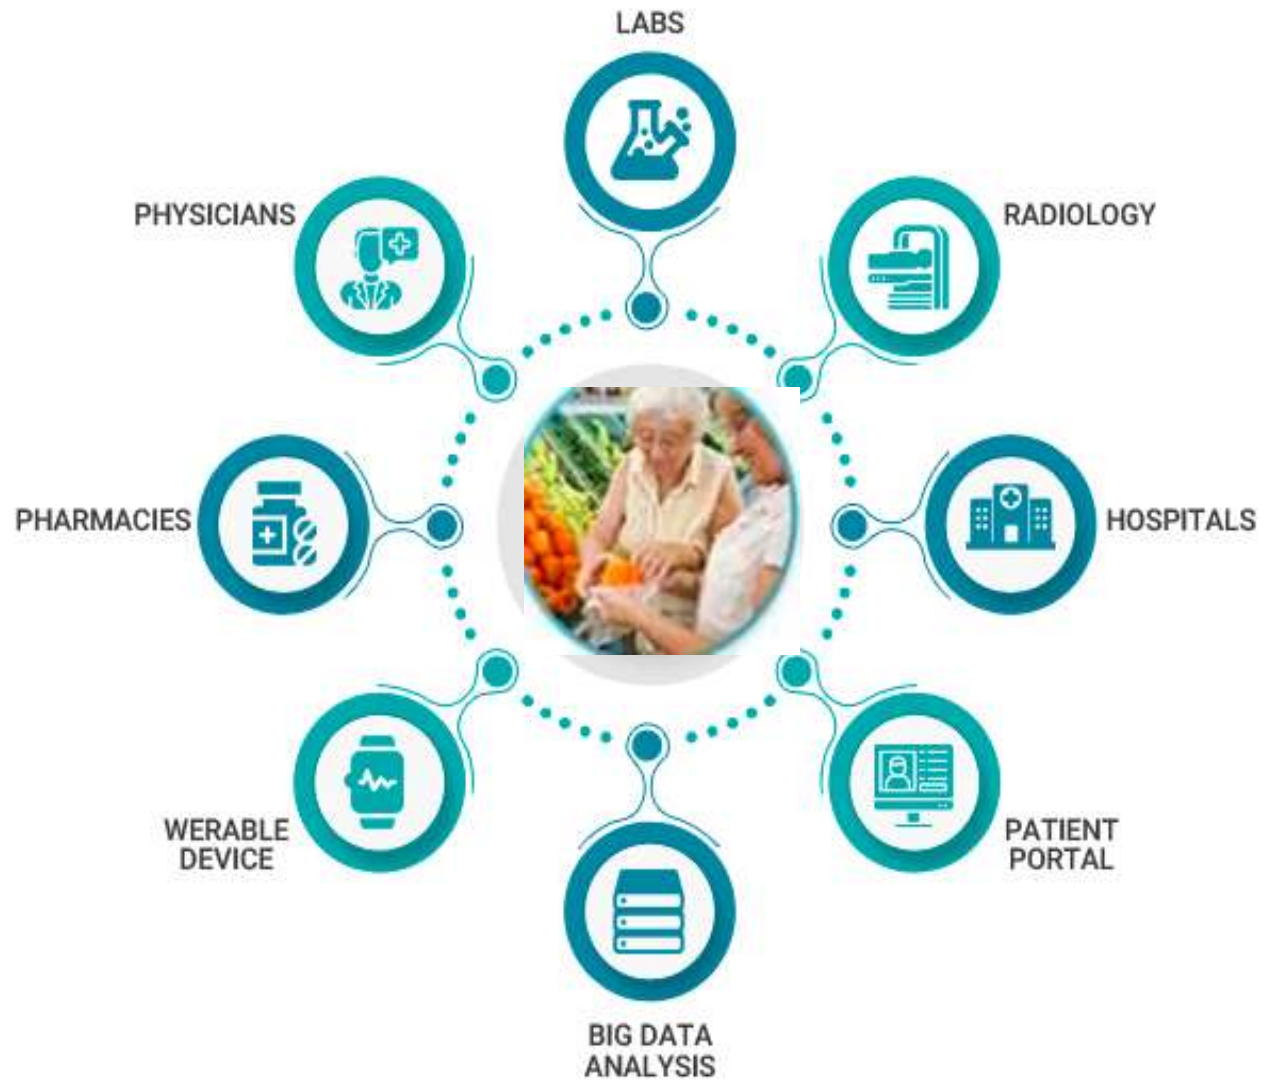 LABS
PHYSICIANS
RADIOLOGY
PHARMACIES
HOSPITALS
WERABLE
DEVICE
PATIENT
PORTAL
BIG DATA
ANALYSIS